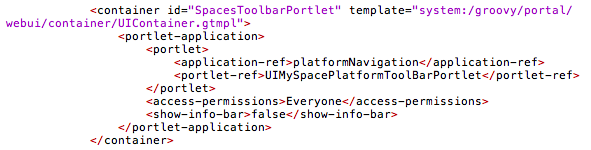 <container id="SpacesToolbarPortlet" template="system:/groovy/portal/
webui/container/UIContainer.gtmpl">
<portlet-application>
<portlet>
<application-ref>platformNavigation</application-ref>
<portlet-ref>UIMySpacePlatformToolBarPortlet</portlet-ref>
</portlet>
<access-permissions>Everyone</access-permissions>
<show-info-bar>false</show-info-bar>
</portlet-application>
</container>